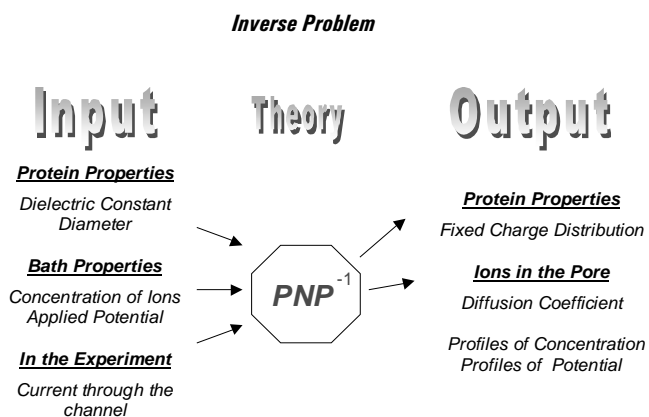 Inverse Problem
Input
Theory
Output
Protein Properties
Dielectric Constant
Diameter
Bath Properties
Concentration of Ions
Applied Potential
In the Experiment
Current through the
channel
PNP-1
Protein Properties
Fixed Charge Distribution
Ions in the Pore
Diffusion Coefficient
Profiles of Concentration
Profiles of Potential